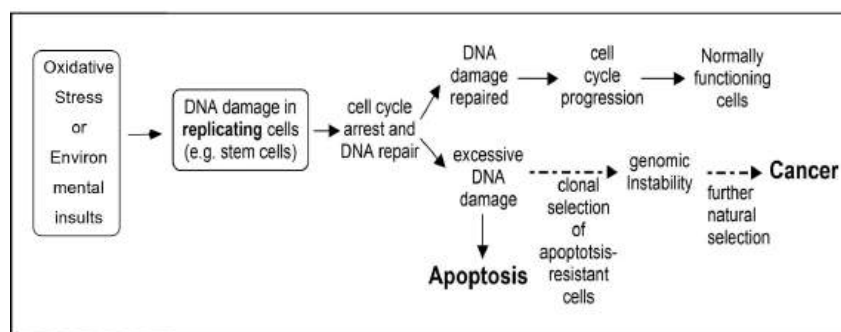 Oxidative
Stress
or
Environ
mental
insults
DNA damage in
replicating cells
(e.g. stem cells)
cell cycle
arrest and
DNA repair
DNA
damage
repaired
cell
cycle
progression
Normally
functioning
cells
excessive
DNA
damage
clonal
selection
of
apoptotsis-
resistant
cells
genomic
Instability
further
natural
selection
Cancer
Apoptosis